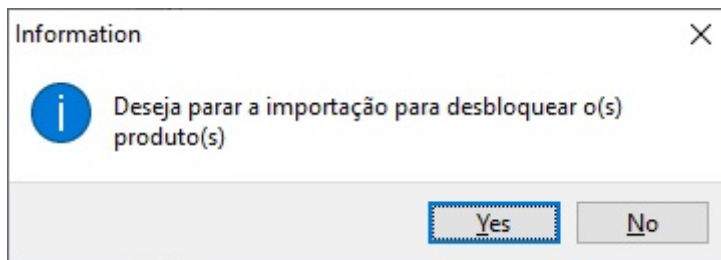 Information
Deseja parar a importação para desbloquear o(s)
produto(s)
Yes
No